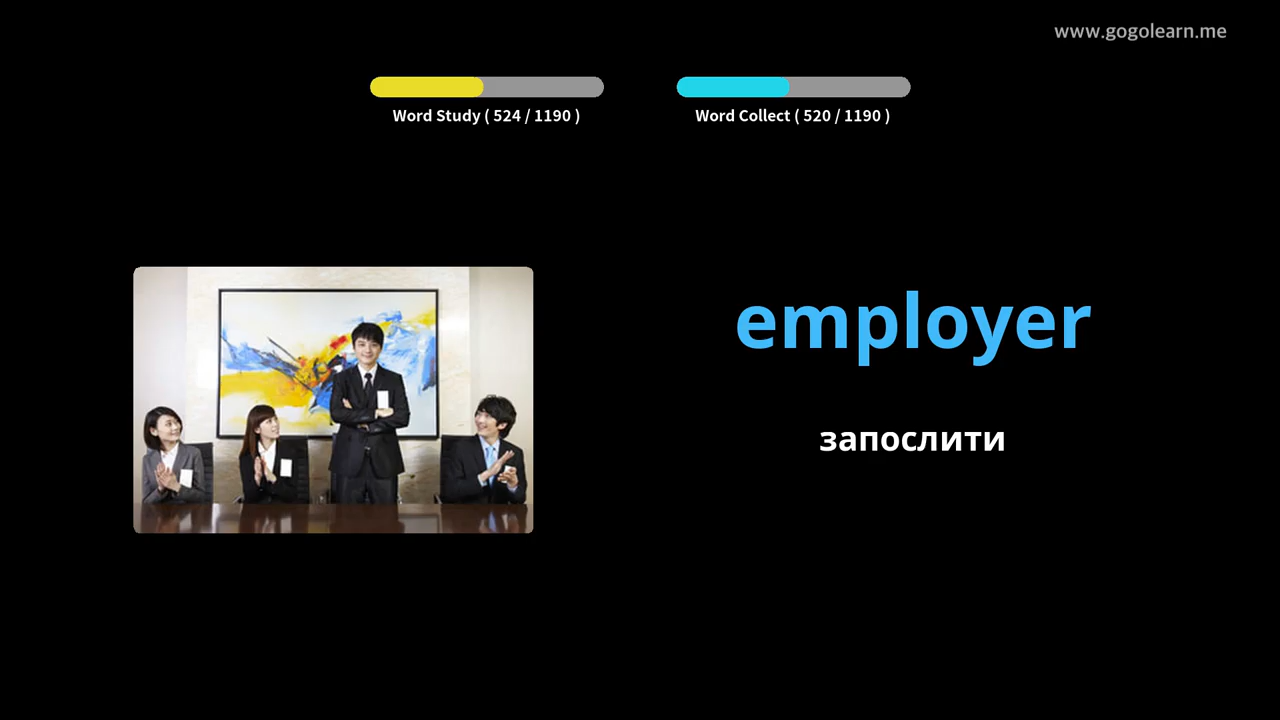 www.gogolearn.me
Word Study ( 524 / 1190 )
Word Collect ( 520 / 1190 )
employer
запослити